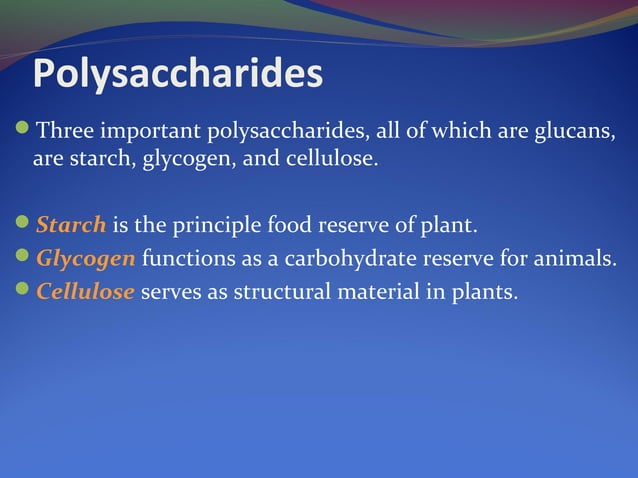 Polysaccharides
Three important polysaccharides, all of which are glucans,
are starch, glycogen, and cellulose.
Starch is the principle food reserve of plant.
Glycogen functions as a carbohydrate reserve for animals.
Cellulose serves as structural material in plants.